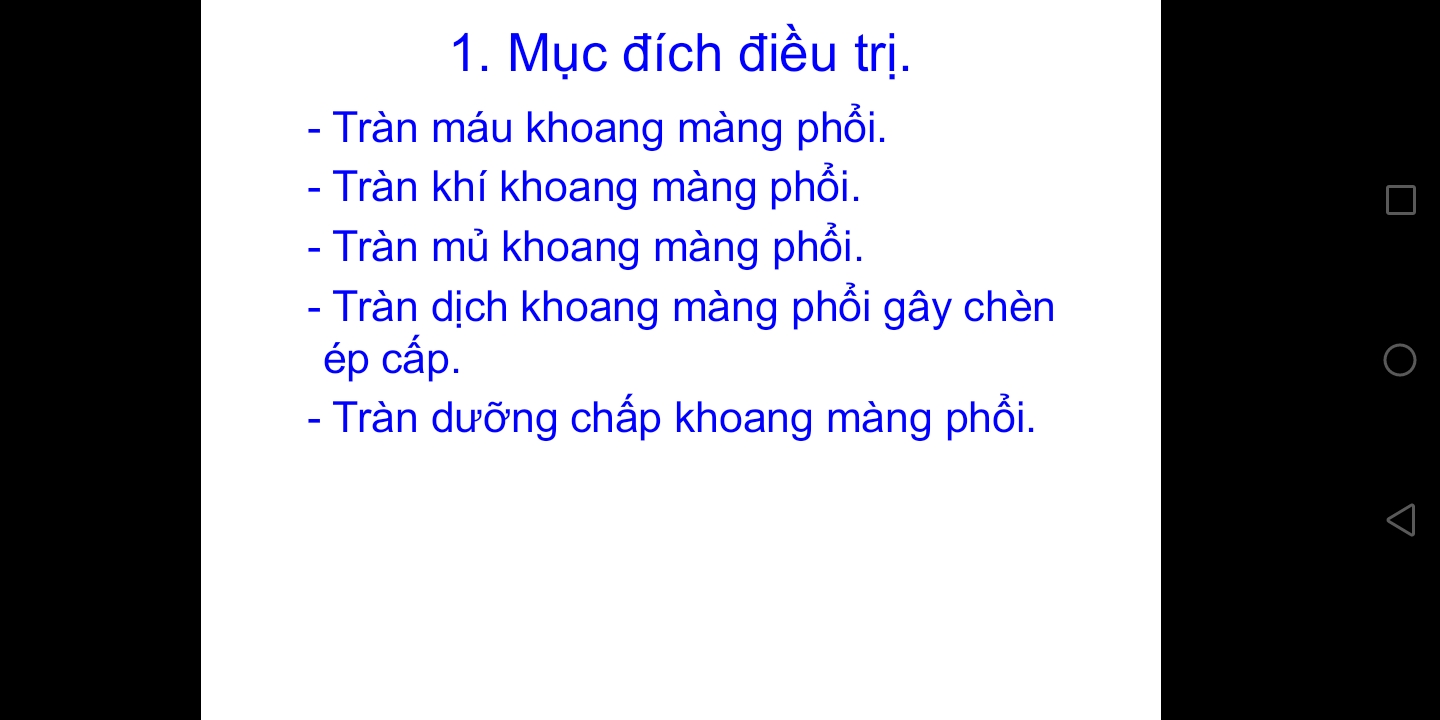 1. Mục đích điều trị.
- Tràn máu khoang màng phổi.
- Tràn khí khoang màng phổi.
- Tràn mủ khoang màng phổi.
- Tràn dịch khoang màng phổi gây chèn
ép cấp.
- Tràn dưỡng chấp khoang màng phổi.